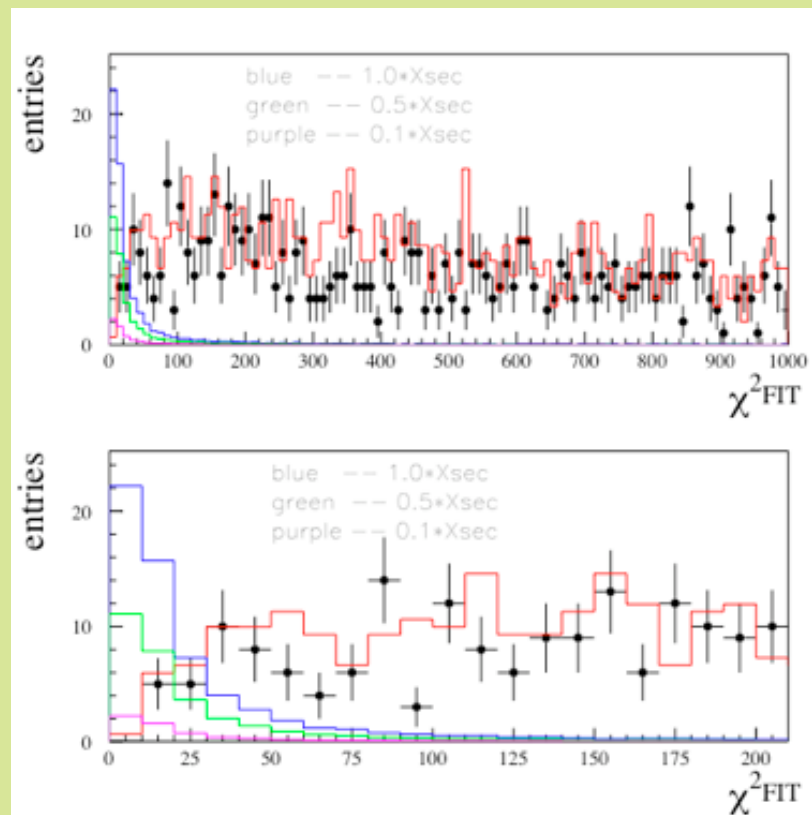 entries
20
10
0
blue -- 1.0*Xsec
green -- 0.5*Xsec
purple -- 0.1*Xsec
0 100 200 300 400 500 600 700 800 900 1000
χ²FIT
entries
20
10
0
blue -- 1.0*Xsec
green -- 0.5*Xsec
purple -- 0.1*Xsec
0 25 50 75 100 125 150 175 200
χ²FIT